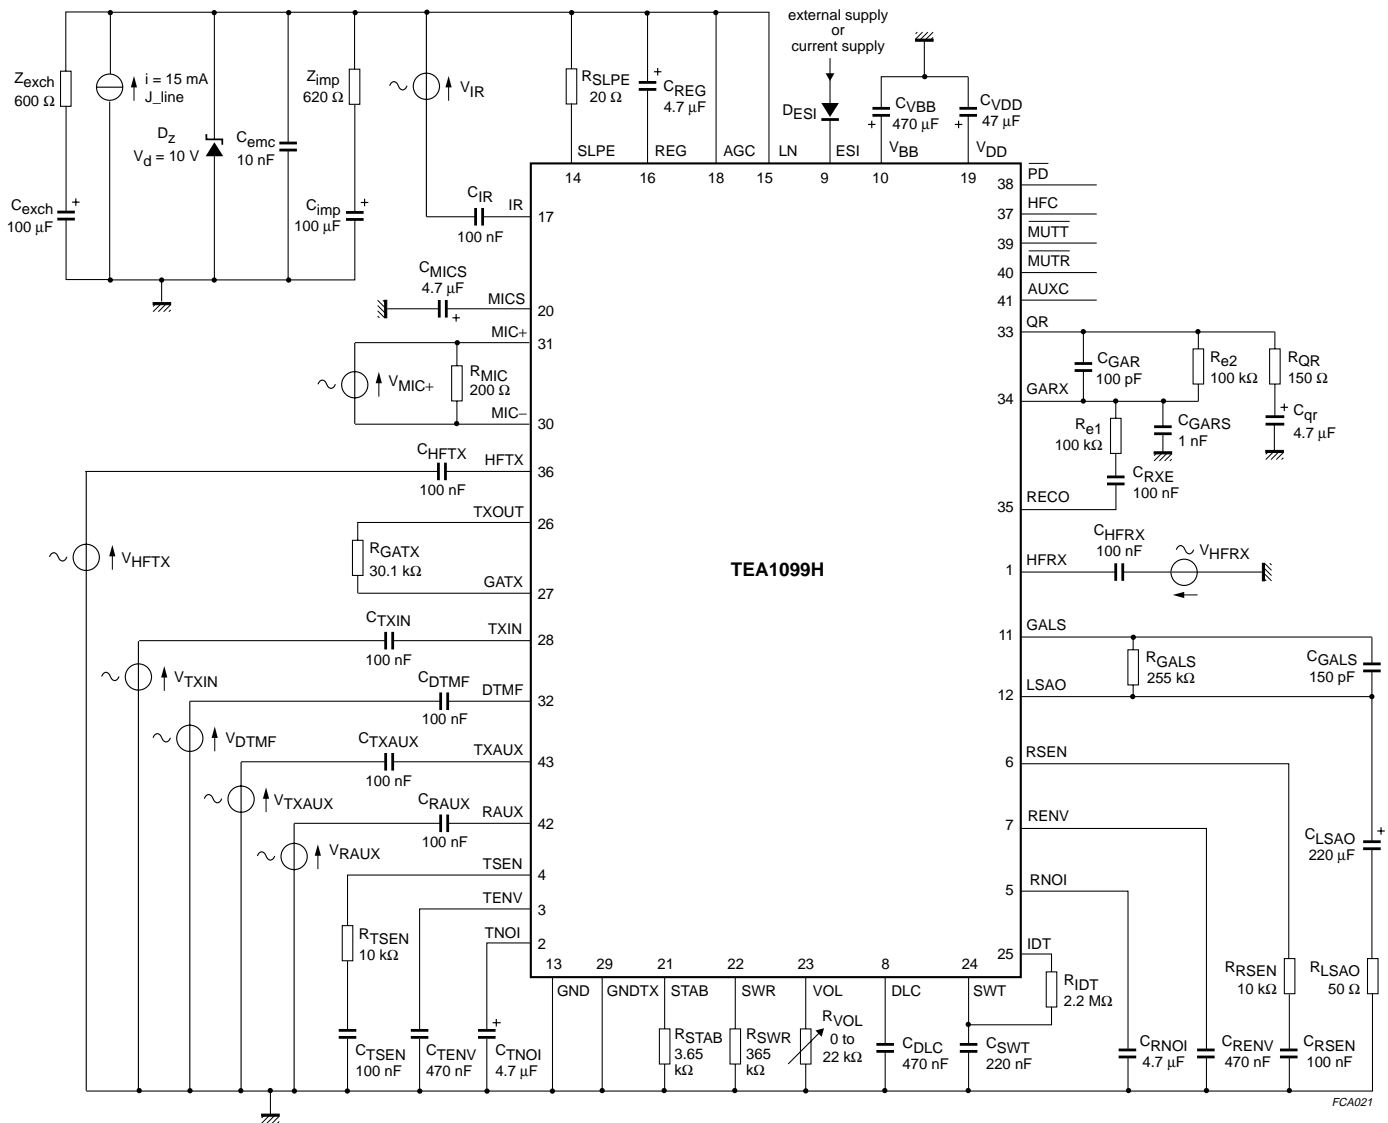 external supply
or
current supply
Zexch
600 Ω
i = 15 mA
J_line
Zimp
620 Ω
VIR
RSLPE
20 Ω
+
CREG
4.7 µF
DESI
CVBB
470 µF
+
CVDD
47 µF
+
Dz
Vd = 10 V
Cemc
10 nF
SLPE
REG
AGC
LN
ESI
VBB
VDD
14
16
18
15
9
10
19
Cexch
100 µF
+
Cimp
100 µF
+
CIR
100 nF
IR
17
38
PD
37
HFC
39
MUTT
40
MUTR
41
AUXC
CMICS
4.7 µF
+
MICS
20
MIC+
31
VMIC+
RMIC
200 Ω
MIC−
30
33
QR
CGAR
100 pF
Re2
100 kΩ
RQR
150 Ω
34
GARX
Re1
100 kΩ
CGARS
1 nF
+
Cqr
4.7 µF
CRXE
100 nF
35
RECO
CHFTX
100 nF
HFTX
36
TXOUT
26
VHFTX
RGATX
30.1 kΩ
GATX
27
TEA1099H
CHFRX
100 nF
VHFRX
1
HFRX
CTXIN
100 nF
TXIN
28
11
GALS
VTXIN
RGALS
255 kΩ
CGALS
150 pF
CDTMF
100 nF
DTMF
32
12
LSAO
VDTMF
CTXAUX
100 nF
TXAUX
43
6
RSEN
VTXAUX
CRAUX
100 nF
RAUX
42
7
RENV
CLSAO
220 µF
+
VRAUX
TSEN
4
5
RNOI
TENV
3
RTSEN
10 kΩ
TNOI
2
25
IDT
13
29
21
22
23
8
24
GND
GNDTX
STAB
SWR
VOL
DLC
SWT
RIDT
2.2 MΩ
RRSEN
10 kΩ
RLSAO
50 Ω
CTSEN
100 nF
CTENV
470 nF
+
CTNOI
4.7 µF
RSTAB
3.65
kΩ
RSWR
365
kΩ
RVOL
0 to
22 kΩ
CDLC
470 nF
CSWT
220 nF
CRNOI
4.7 µF
CRENV
470 nF
CRSEN
100 nF
FCA021